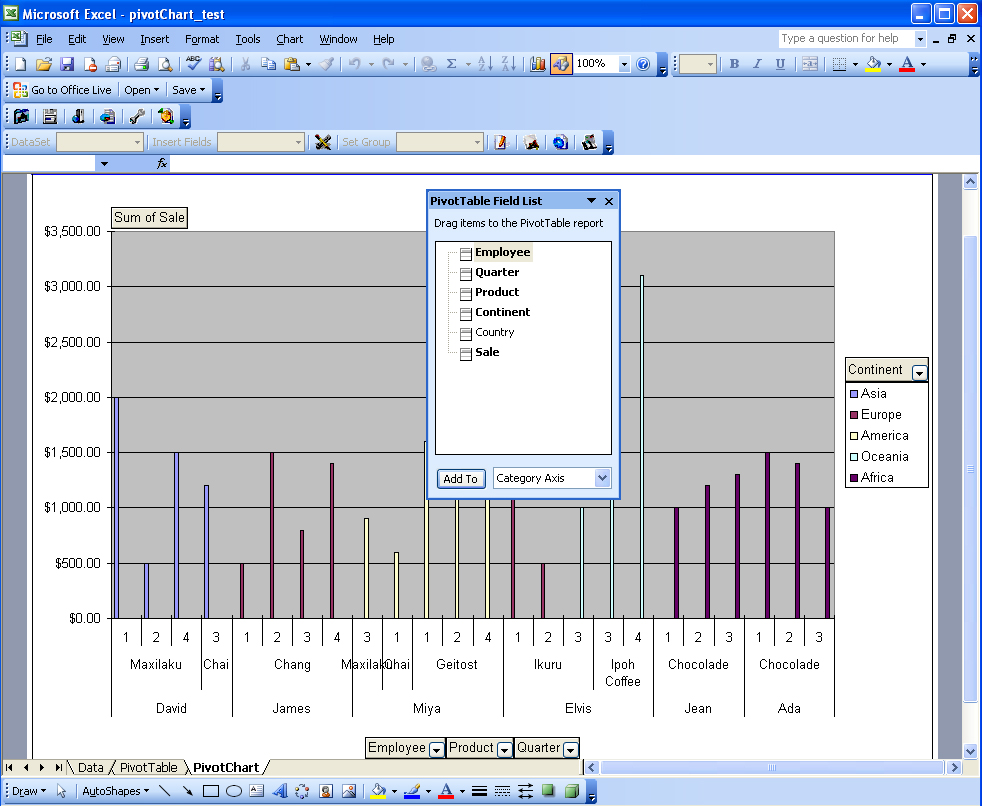 Microsoft Excel - pivotChart_test
File Edit View Insert Format Tools Chart Window Help Type a question for help
ABC Σ A Z Z A 100% B I U A
Go to Office Live Open Save
DataSet Insert Fields Set Group
fx
Sum of Sale
PivotTable Field List
Drag items to the PivotTable report
Employee
Quarter
Product
Continent
Country
Sale
Add To Category Axis
$3,500.00
$3,000.00
$2,500.00
$2,000.00
$1,500.00
$1,000.00
$500.00
$0.00
Continent
Asia
Europe
America
Oceania
Africa
1 2 4 3 1 2 3 4 3 1 1 2 4 1 2 3 3 4 1 2 3 1 2 3
Maxilaku Chai Chang Maxilaku Chai Geitost Ikuru Ipoh Coffee Chocolade Chocolade
David James Miya Elvis Jean Ada
Employee Product Quarter
Data PivotTable PivotChart
Draw AutoShapes A A A